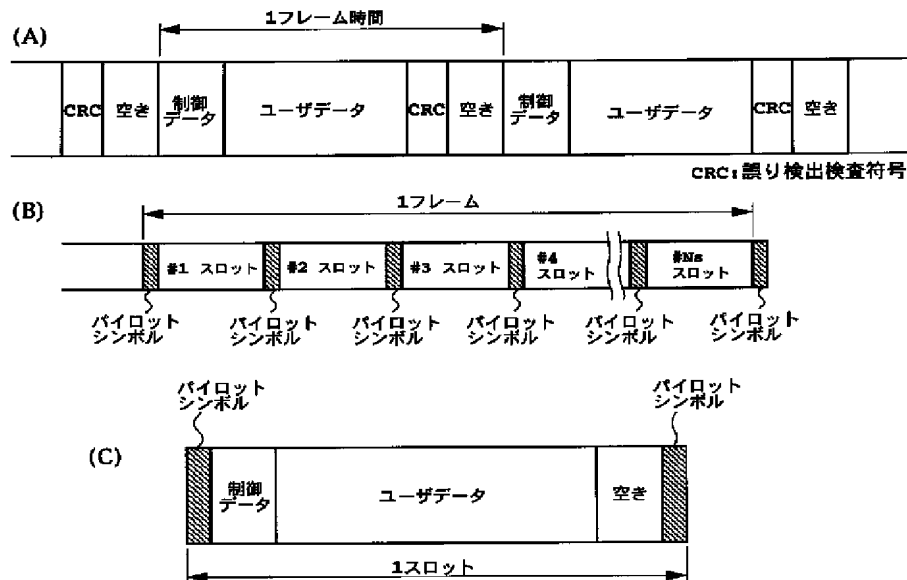 (A)
1フレーム時間
CRC 空き 制御 データ ユーザデータ CRC 空き 制御 データ ユーザデータ CRC 空き
CRC:誤り検出検査符号
(B)
1フレーム
#1 スロット #2 スロット #3 スロット #4 スロット #Ns スロット
パイロット シンボル パイロット シンボル パイロット シンボル パイロット シンボル パイロット シンボル パイロット シンボル
パイロット シンボル パイロット シンボル
(C)
制御 データ ユーザデータ 空き
1スロット